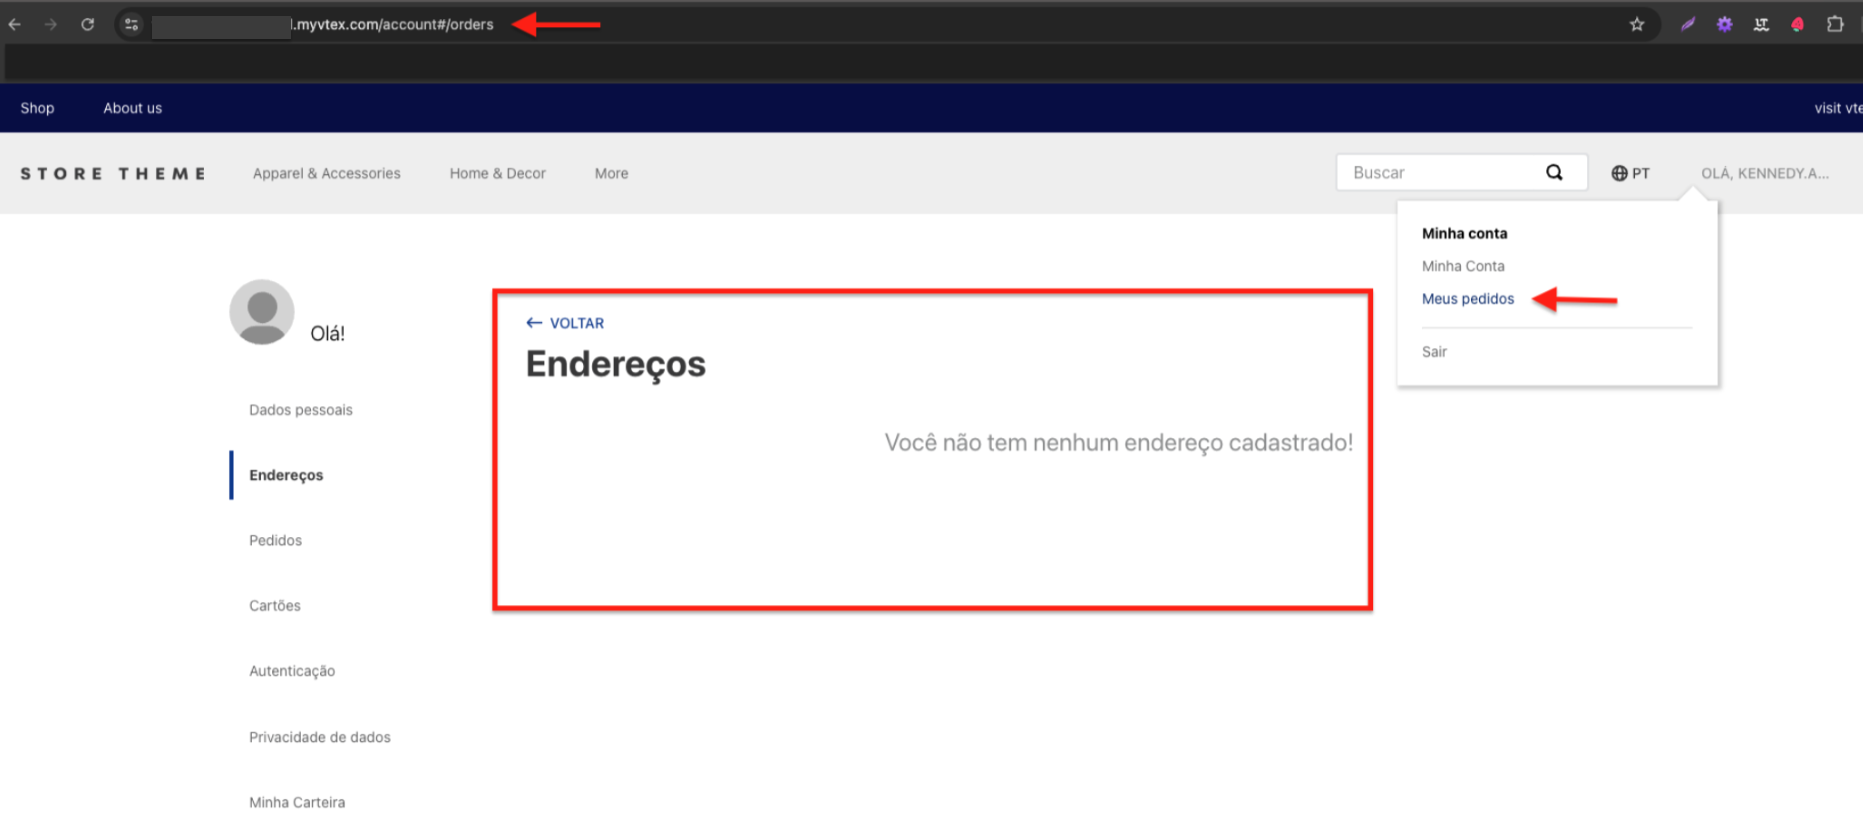 .myvtex.com/account#/orders
Shop About us visit vte
STORE THEME Apparel & Accessories Home & Decor More Buscar PT OLÁ, KENNEDY.A...
Minha conta
Minha Conta
Meus pedidos
Sair
Olá!
Dados pessoais
Endereços
Pedidos
Cartões
Autenticação
Privacidade de dados
Minha Carteira
← VOLTAR
Endereços
Você não tem nenhum endereço cadastrado!